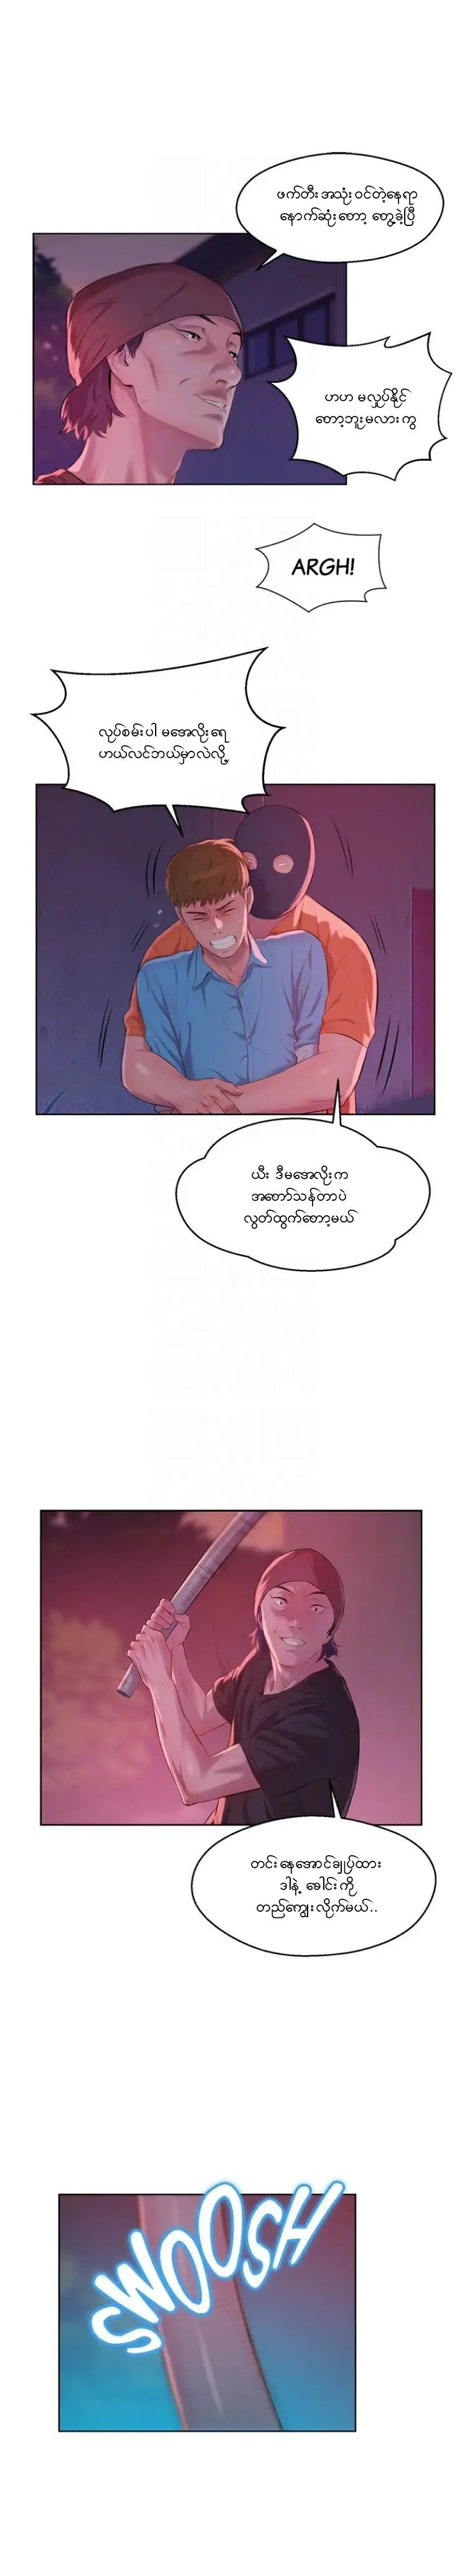 ဖက်တီး အသုံး ဝင်တဲ့နေရာ
နောက်ဆုံး တော့ တွေ့ခဲ့ပြီ
ဟဟ မလှုပ်နိုင်
တော့ဘူးမလား ကွ
ARGH!
လုပ်စမ်းပါ မအေလိုးရေ
ဟယ်လင်ဘယ်မှာလဲလို့
ယီး ဒီမအေလိုးက
အတော်သန်တာပဲ
လွတ်ထွက်တော့မယ်
တင်းနေအောင်ချုပ်ထား
ဒါနဲ့ ခေါင်းကို
တည်ကျွေးလိုက်မယ်..
SWOOSH